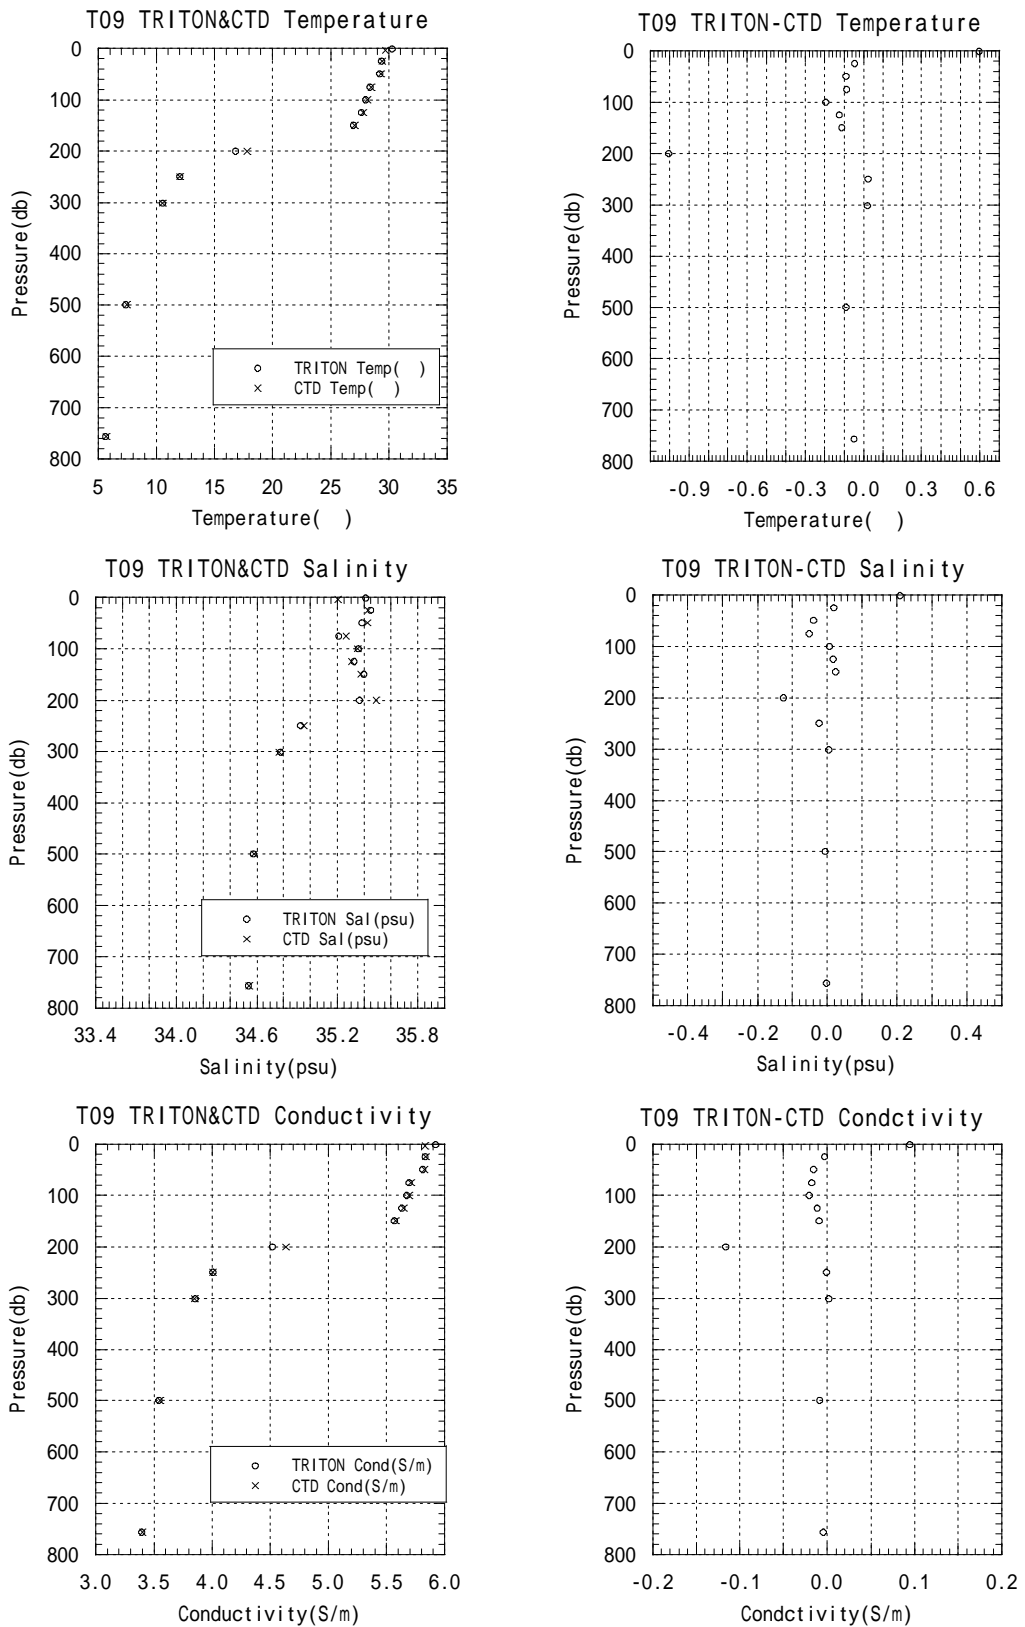 T09 TRITON&CTD Temperature
0
100
200
300
400
500
600
700
800
Pressure(db)
TRITON Temp( )
CTD Temp( )
5 10 15 20 25 30 35
Temperature( )
T09 TRITON-CTD Temperature
0
100
200
300
400
500
600
700
800
Pressure(db)
-0.9 -0.6 -0.3 0.0 0.3 0.6
Temperature( )
T09 TRITON&CTD Salinity
0
100
200
300
400
500
600
700
800
Pressure(db)
TRITON Sal(psu)
CTD Sal(psu)
33.4 34.0 34.6 35.2 35.8
Salinity(psu)
T09 TRITON-CTD Salinity
0
100
200
300
400
500
600
700
800
Pressure(db)
-0.4 -0.2 0.0 0.2 0.4
Salinity(psu)
T09 TRITON&CTD Conductivity
0
100
200
300
400
500
600
700
800
Pressure(db)
TRITON Cond(S/m)
CTD Cond(S/m)
3.0 3.5 4.0 4.5 5.0 5.5 6.0
Conductivity(S/m)
T09 TRITON-CTD Condctivity
0
100
200
300
400
500
600
700
800
Pressure(db)
-0.2 -0.1 0.0 0.1 0.2
Condctivity(S/m)